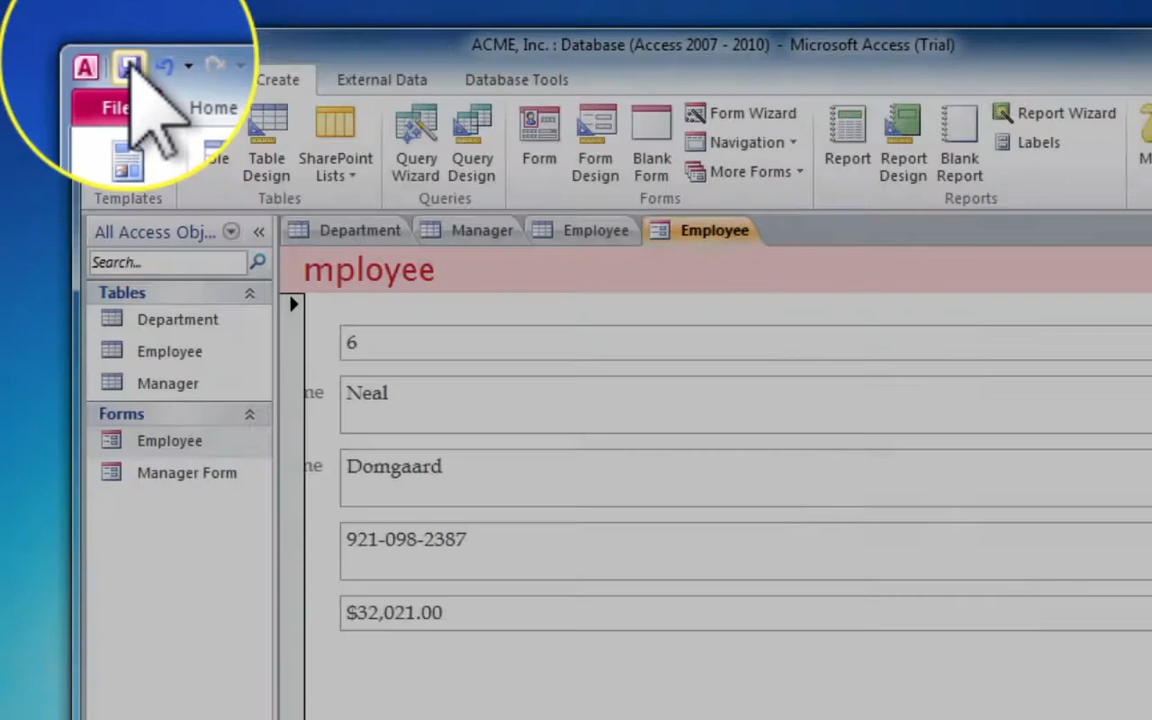 ACME, Inc. : Database (Access 2007 - 2010) - Microsoft Access (Trial)
A
File
Home
Create
External Data
Database Tools
Table Design
SharePoint Lists
Query Wizard
Query Design
Form
Form Design
Blank Form
Form Wizard
Navigation
More Forms
Report
Report Design
Blank Report
Report Wizard
Labels
Templates
Tables
Queries
Forms
Reports
All Access Obj...
«
Department
Manager
Employee
Employee
Search...
mployee
Tables
Department
Employee
Manager
Forms
Employee
Manager Form
6
ne
Neal
ne
Domgaard
921-098-2387
$32,021.00